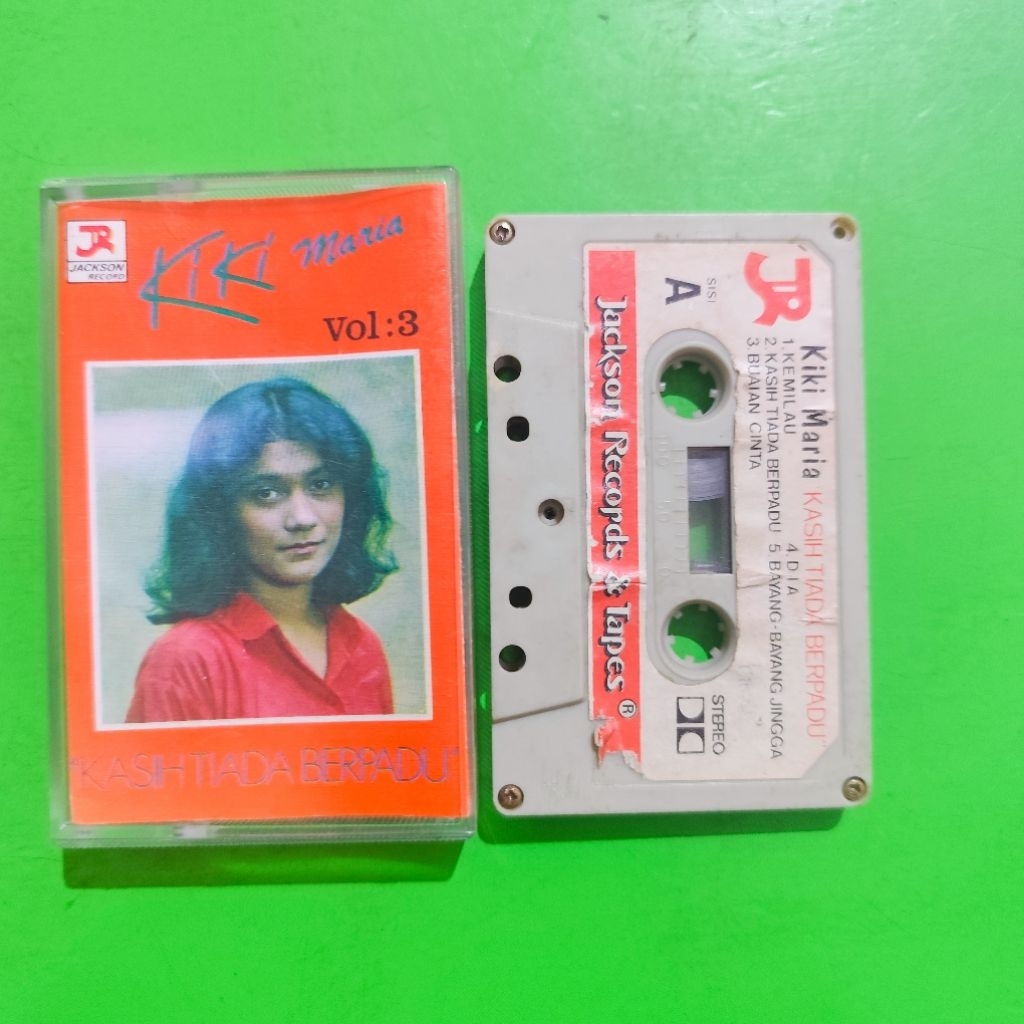 JR
JACKSON
RECORD
KIKI Maria
Vol:3
"KASIH TIADA BERPADU"
JR
SISI
A
Kiki Maria KASIH TIADA BERPADU"
1. KEMILAU
2. KASIH TIADA BERPADU
3. BUAIAN CINTA
4. DIA
5. BAYANG-BAYANG JINGGA
STEREO
Jackson Records & Tapes ®